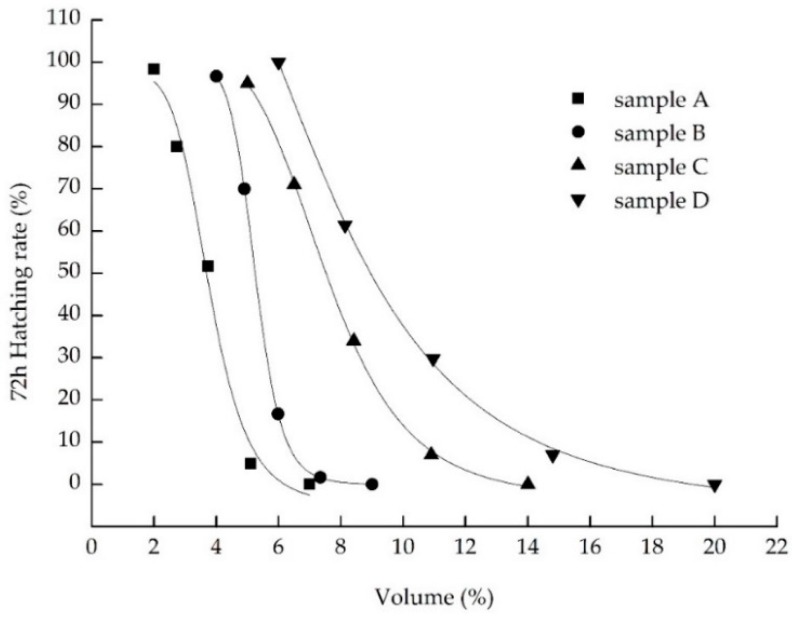 110
100
90
80
70
60
50
40
30
20
10
0
72h Hatching rate (%)
sample A
sample B
sample C
sample D
0 2 4 6 8 10 12 14 16 18 20 22
Volume (%)